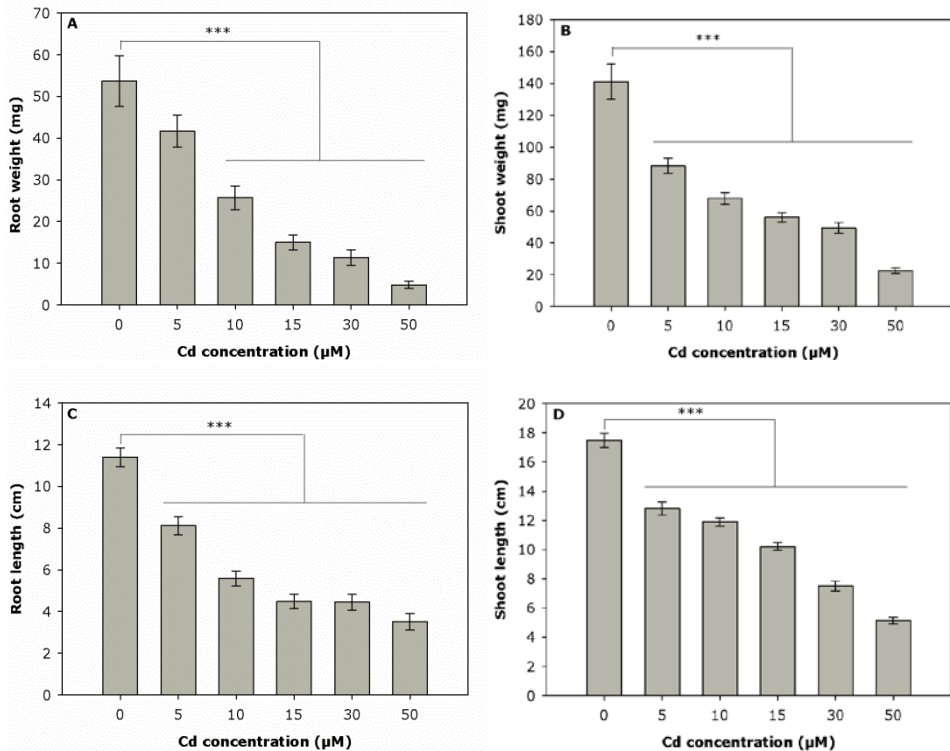 A
Root weight (mg)
70
60
50
40
30
20
10
0
***
0 5 10 15 30 50
Cd concentration (µM)
B
Shoot weight (mg)
180
160
140
120
100
80
60
40
20
0
***
0 5 10 15 30 50
Cd concentration (µM)
C
Root length (cm)
14
12
10
8
6
4
2
0
***
0 5 10 15 30 50
Cd concentration (µM)
D
Shoot length (cm)
20
18
16
14
12
10
8
6
4
2
0
***
0 5 10 15 30 50
Cd concentration (µM)